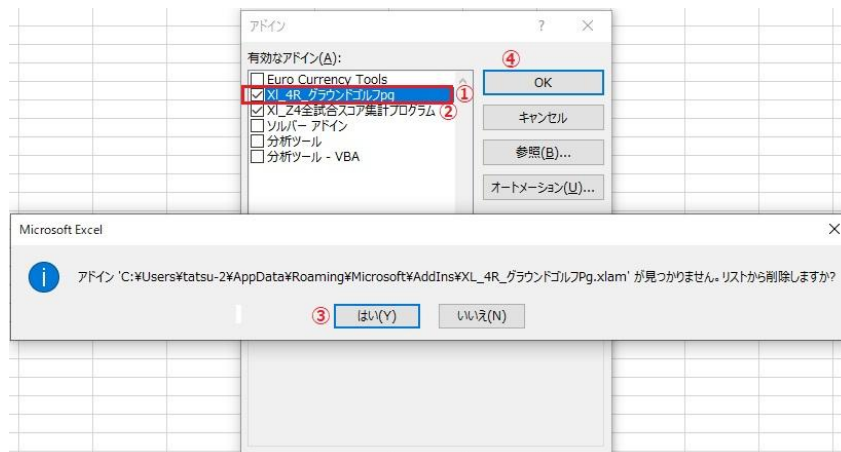 アドイン ? ×
有効なアドイン(A):
④
Euro Currency Tools
Xl_4R_グラウンドゴルフpg ①
Xl_Z4全試合スコア集計プログラム ②
ソルバー アドイン
分析ツール
分析ツール - VBA
OK
キャンセル
参照(B)...
オートメーション(U)...
Microsoft Excel ×
アドイン 'C:¥Users¥tatsu-2¥AppData¥Roaming¥Microsoft¥AddIns¥XL_4R_グラウンドゴルフPg.xlam' が見つかりません。リストから削除しますか?
③ はい(Y) いいえ(N)